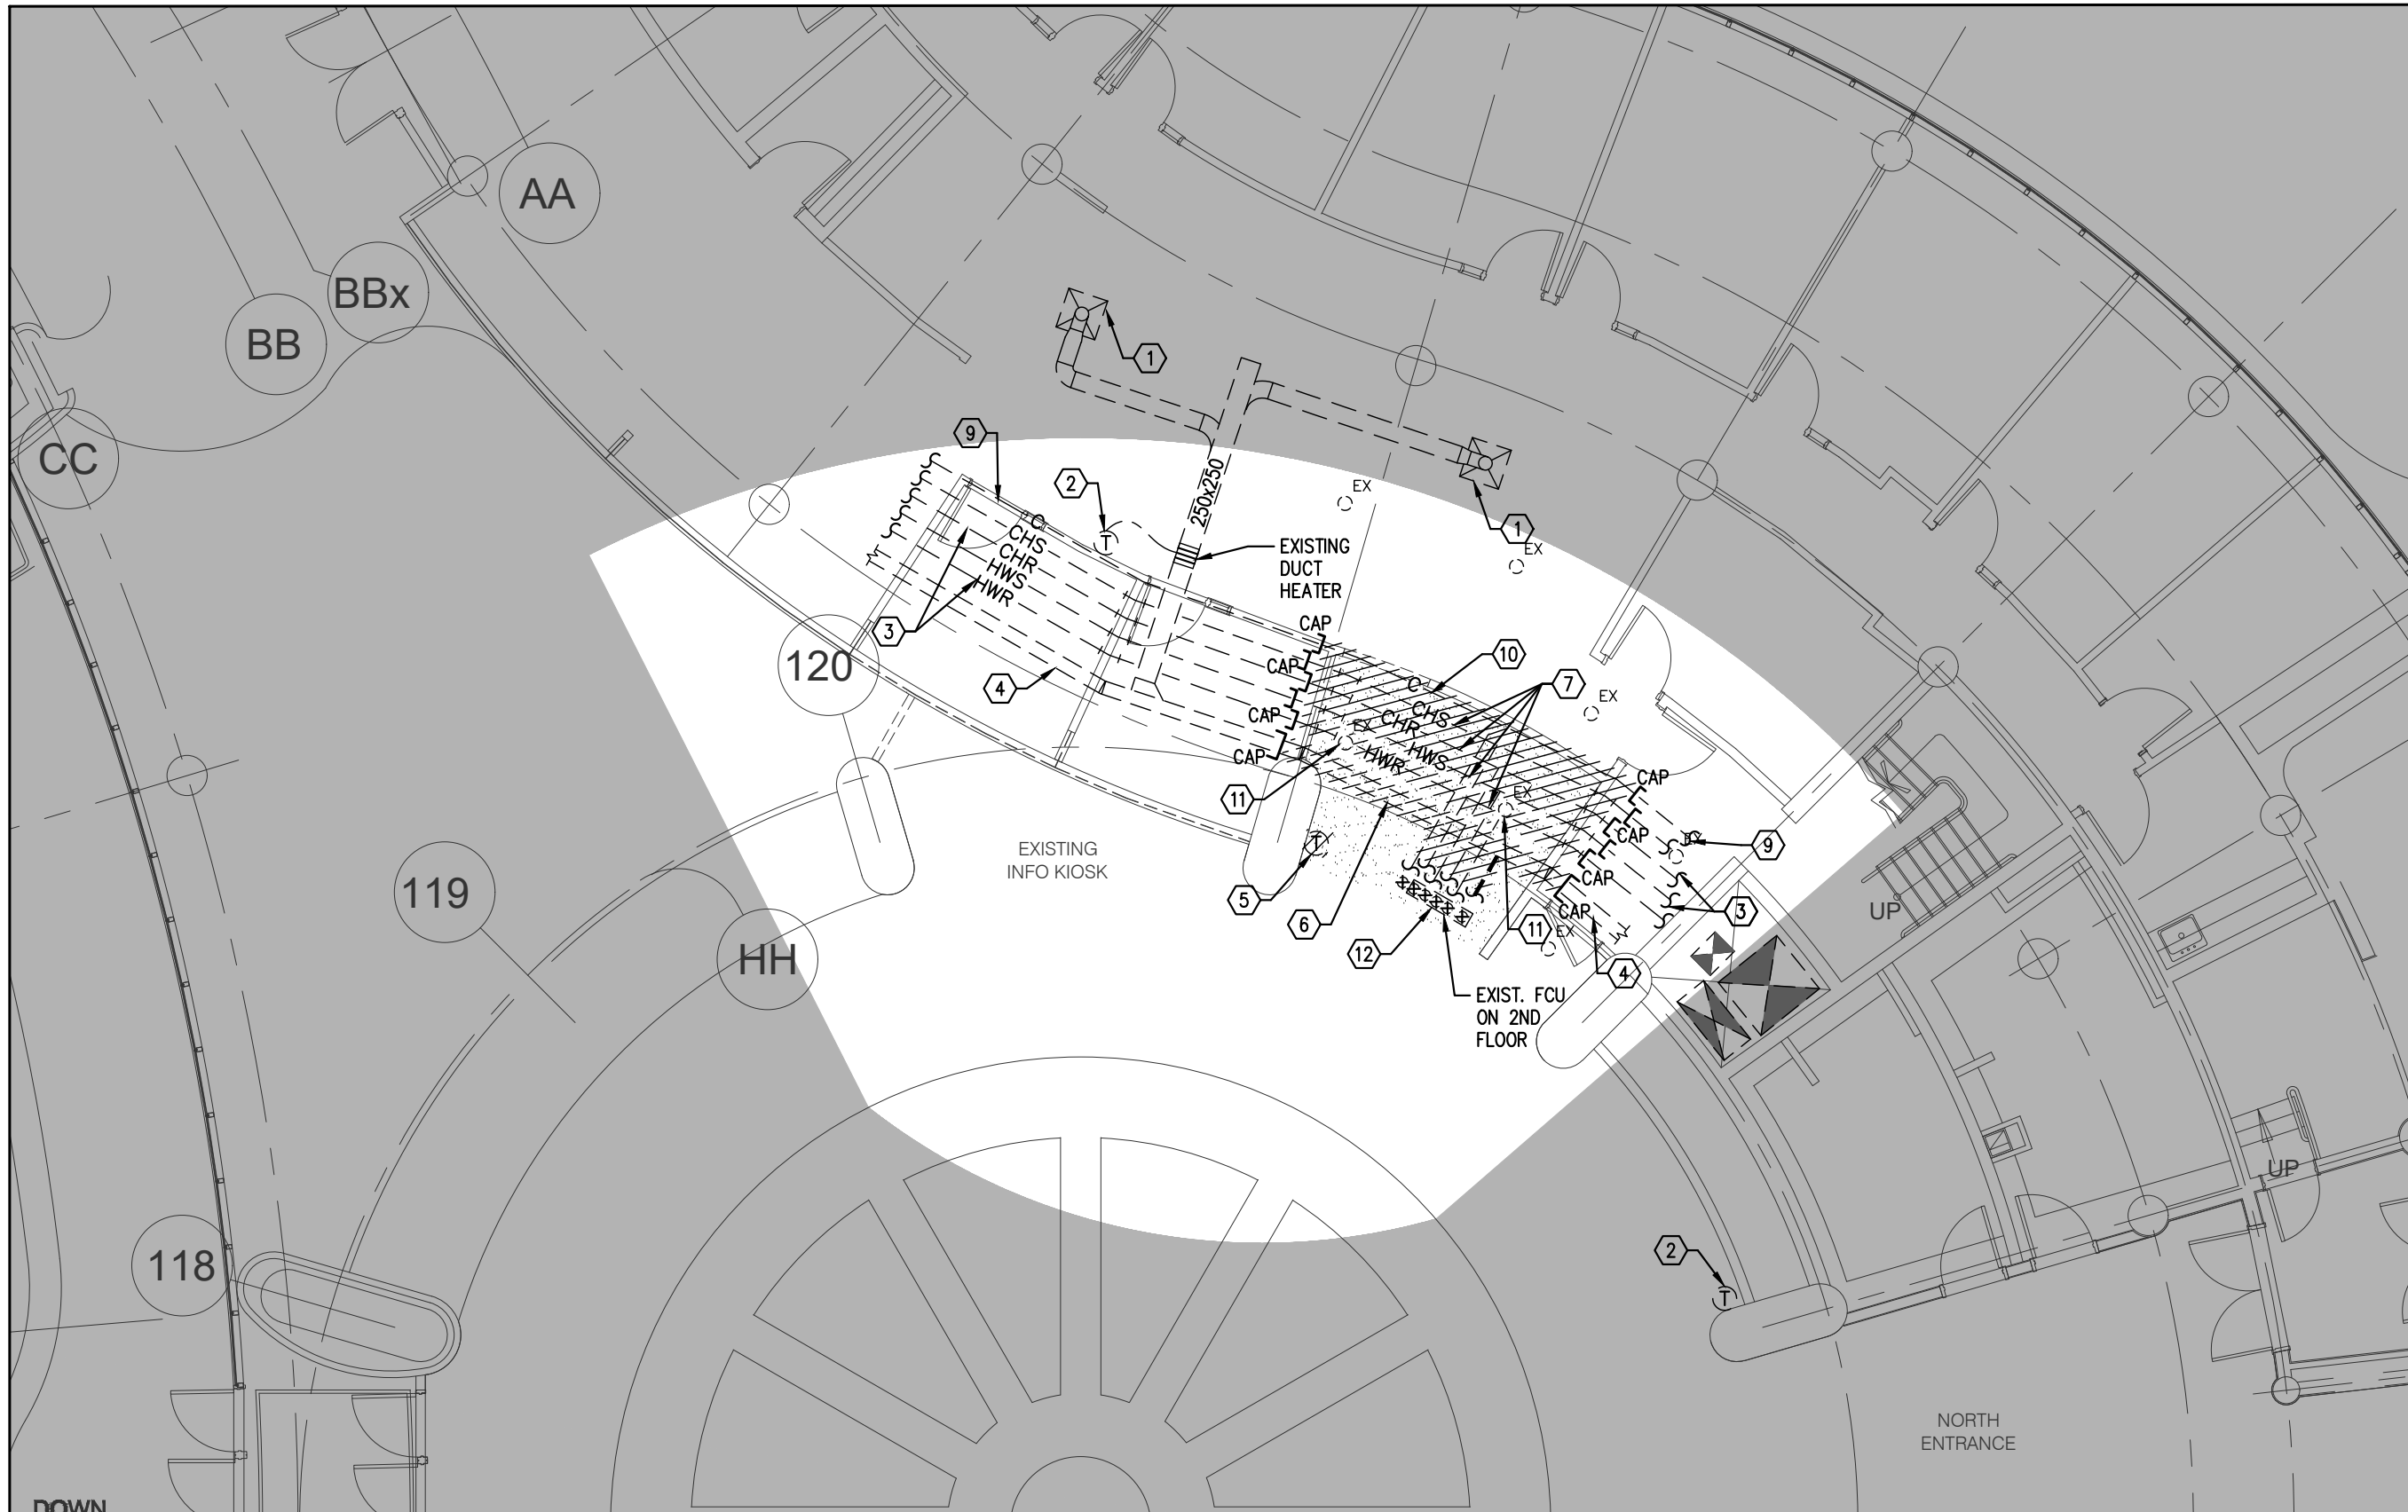 AA
BBx
BB
CC
1
9
2
250x250
EX
1
EX
EXISTING
DUCT
HEATER
T
C
CHS
CHR
HWS
HWR
3
CAP
120
CAP
10
7
4
C
CHS
EX
CAP
EX
CHR
HWS
HWR
CAP
CAP
EX
11
CAP
9
T
EXISTING
INFO KIOSK
5
6
CAP
CAP
3
UP
11
EX
12
4
119
HH
EXIST. FCU
ON 2ND
FLOOR
UP
118
2
T
NORTH
ENTRANCE
DOWN